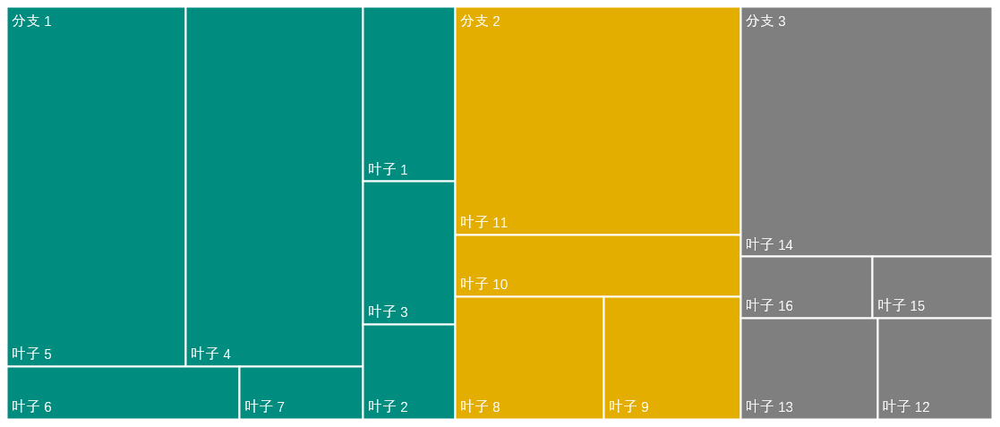 分支 1
叶子 5
叶子 4
叶子 1
叶子 3
叶子 6
叶子 7
叶子 2
分支 2
叶子 11
叶子 10
叶子 8
叶子 9
分支 3
叶子 14
叶子 16
叶子 15
叶子 13
叶子 12